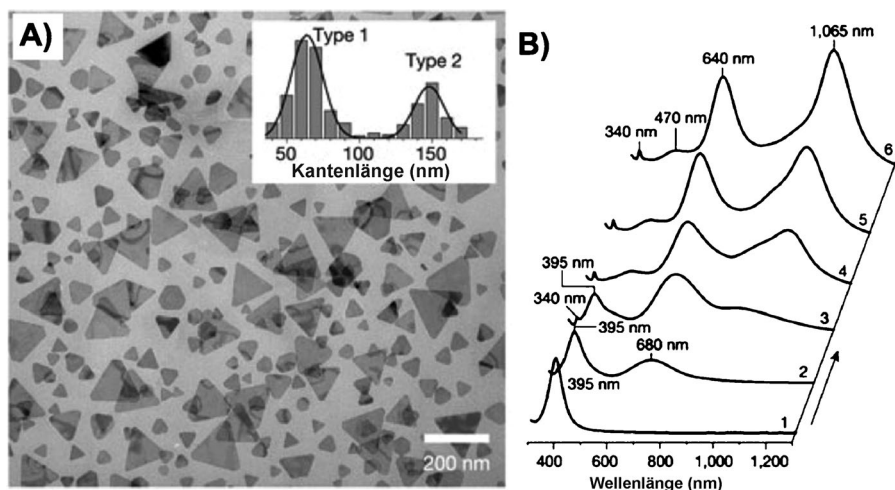 A)
Type 1
Type 2
50 100 150
Kantenlänge (nm)
200 nm
B)
1,065 nm
640 nm
470 nm
340 nm
6
5
4
395 nm
340 nm
3
395 nm
680 nm
2
395 nm
1
400 600 800 1,000 1,200
Wellenlänge (nm)